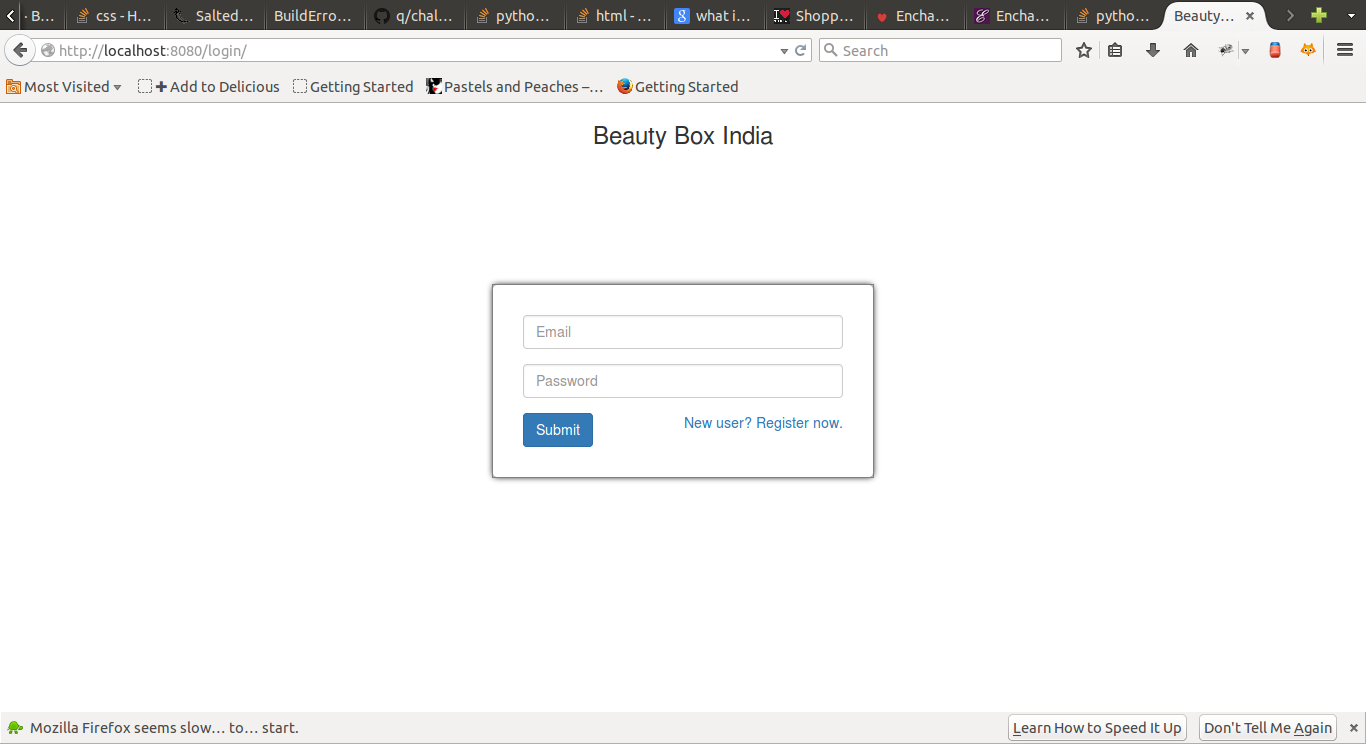 · B... css - H... Salted... BuildErro... q/chal... pytho... html - ... what i... Shopp... Encha... Encha... pytho... Beauty...
http://localhost:8080/login/ Search
Most Visited Add to Delicious Getting Started Pastels and Peaches –... Getting Started
Beauty Box India
Email
Password
Submit New user? Register now.
Mozilla Firefox seems slow... to... start. Learn How to Speed It Up Don't Tell Me Again